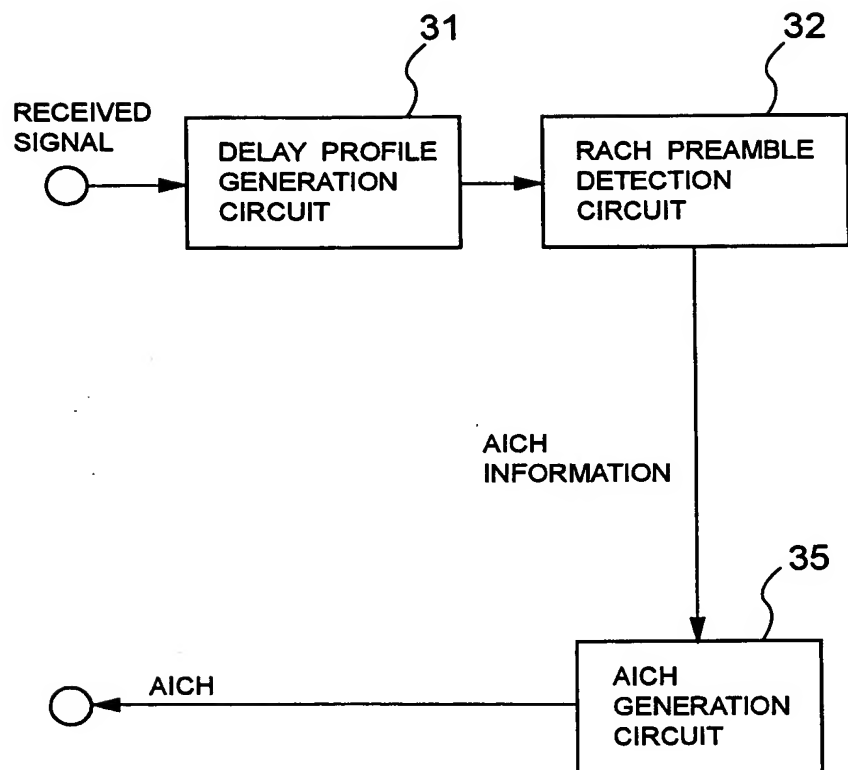 31
32
RECEIVED
SIGNAL
DELAY PROFILE
GENERATION
CIRCUIT
RACH PREAMBLE
DETECTION
CIRCUIT
AICH
INFORMATION
35
AICH
AICH
GENERATION
CIRCUIT